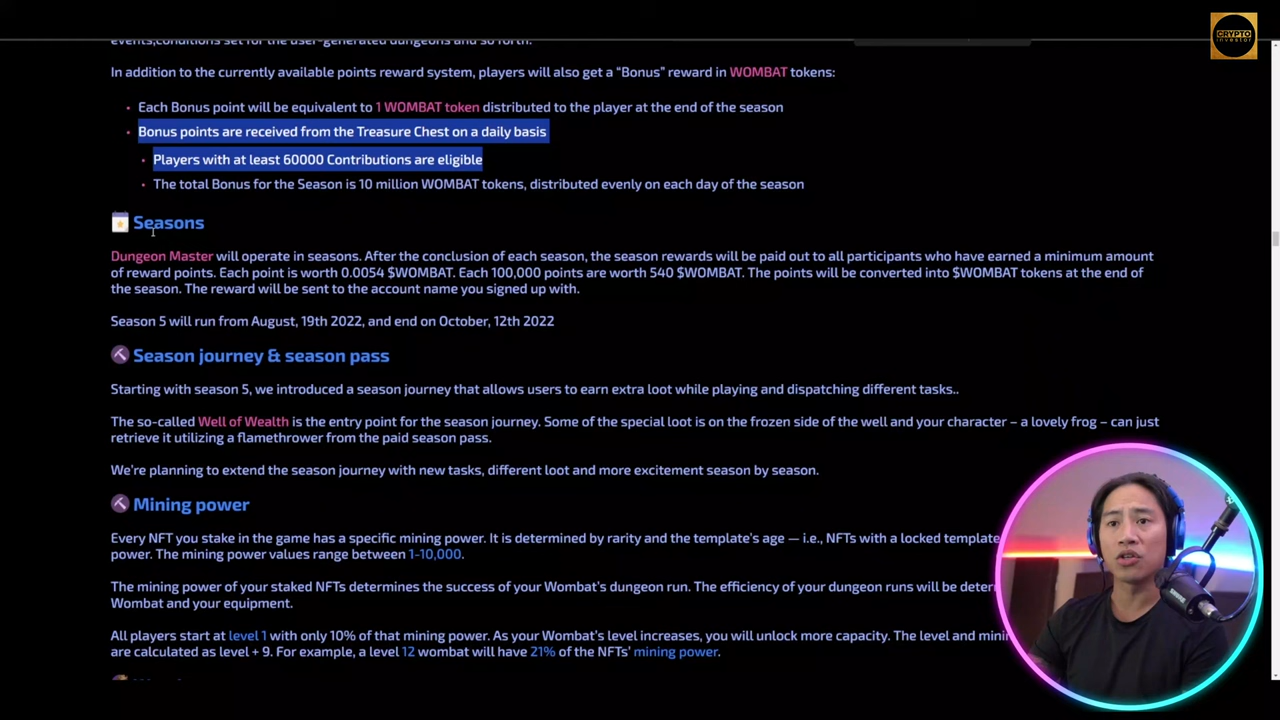 CRYPTO
investor
events,conditions set for the user-generated dungeons and so forth.
In addition to the currently available points reward system, players will also get a “Bonus” reward in WOMBAT tokens:
Each Bonus point will be equivalent to 1 WOMBAT token distributed to the player at the end of the season
Bonus points are received from the Treasure Chest on a daily basis
Players with at least 60000 Contributions are eligible
The total Bonus for the Season is 10 million WOMBAT tokens, distributed evenly on each day of the season
Seasons
Dungeon Master will operate in seasons. After the conclusion of each season, the season rewards will be paid out to all participants who have earned a minimum amount
of reward points. Each point is worth 0.0054 $WOMBAT. Each 100,000 points are worth 540 $WOMBAT. The points will be converted into $WOMBAT tokens at the end of
the season. The reward will be sent to the account name you signed up with.
Season 5 will run from August, 19th 2022, and end on October, 12th 2022
Season journey & season pass
Starting with season 5, we introduced a season journey that allows users to earn extra loot while playing and dispatching different tasks..
The so-called Well of Wealth is the entry point for the season journey. Some of the special loot is on the frozen side of the well and your character – a lovely frog – can just
retrieve it utilizing a flamethrower from the paid season pass.
We’re planning to extend the season journey with new tasks, different loot and more excitement season by season.
Mining power
Every NFT you stake in the game has a specific mining power. It is determined by rarity and the template’s age — i.e., NFTs with a locked template
power. The mining power values range between 1-10,000.
The mining power of your staked NFTs determines the success of your Wombat’s dungeon run. The efficiency of your dungeon runs will be deter
Wombat and your equipment.
All players start at level 1 with only 10% of that mining power. As your Wombat’s level increases, you will unlock more capacity. The level and mini
are calculated as level + 9. For example, a level 12 wombat will have 21% of the NFTs’ mining power.